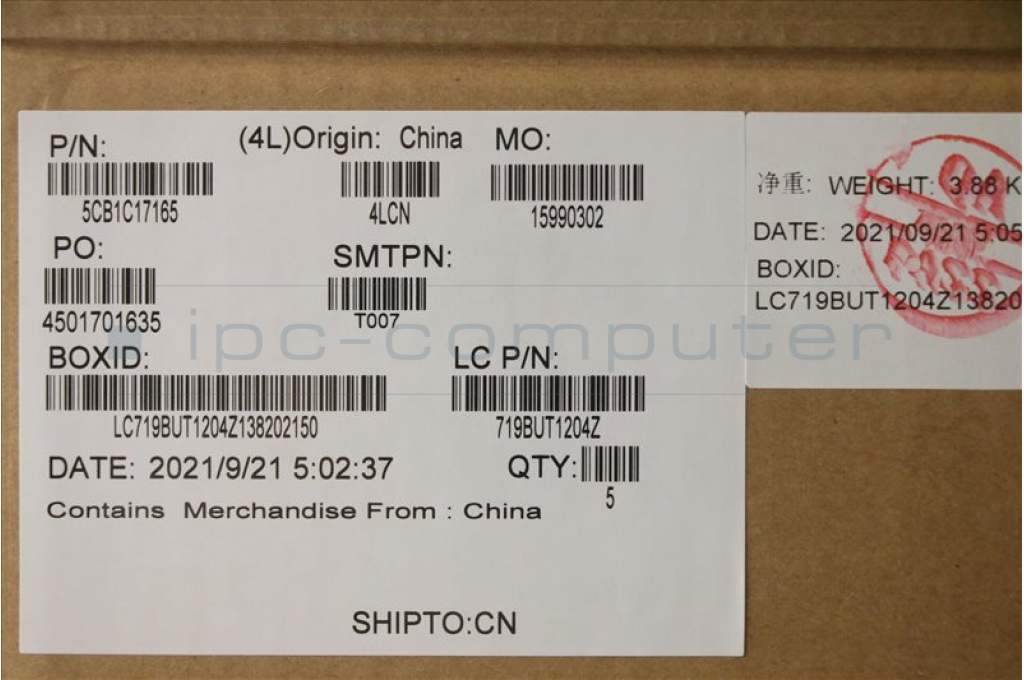 P/N: (4L)Origin: China MO:
5CB1C17165 4LCN 15990302
PO: SMTPN:
4501701635 T007
BOXID: LC P/N:
LC719BUT1204Z138202150 719BUT1204Z
DATE: 2021/9/21 5:02:37 QTY:
5
Contains Merchandise From : China
SHIPTO:CN
净重: WEIGHT: 3.88 K
DATE: 2021/09/21 5:05
BOXID:
LC719BUT1204Z13820
ipc-computer